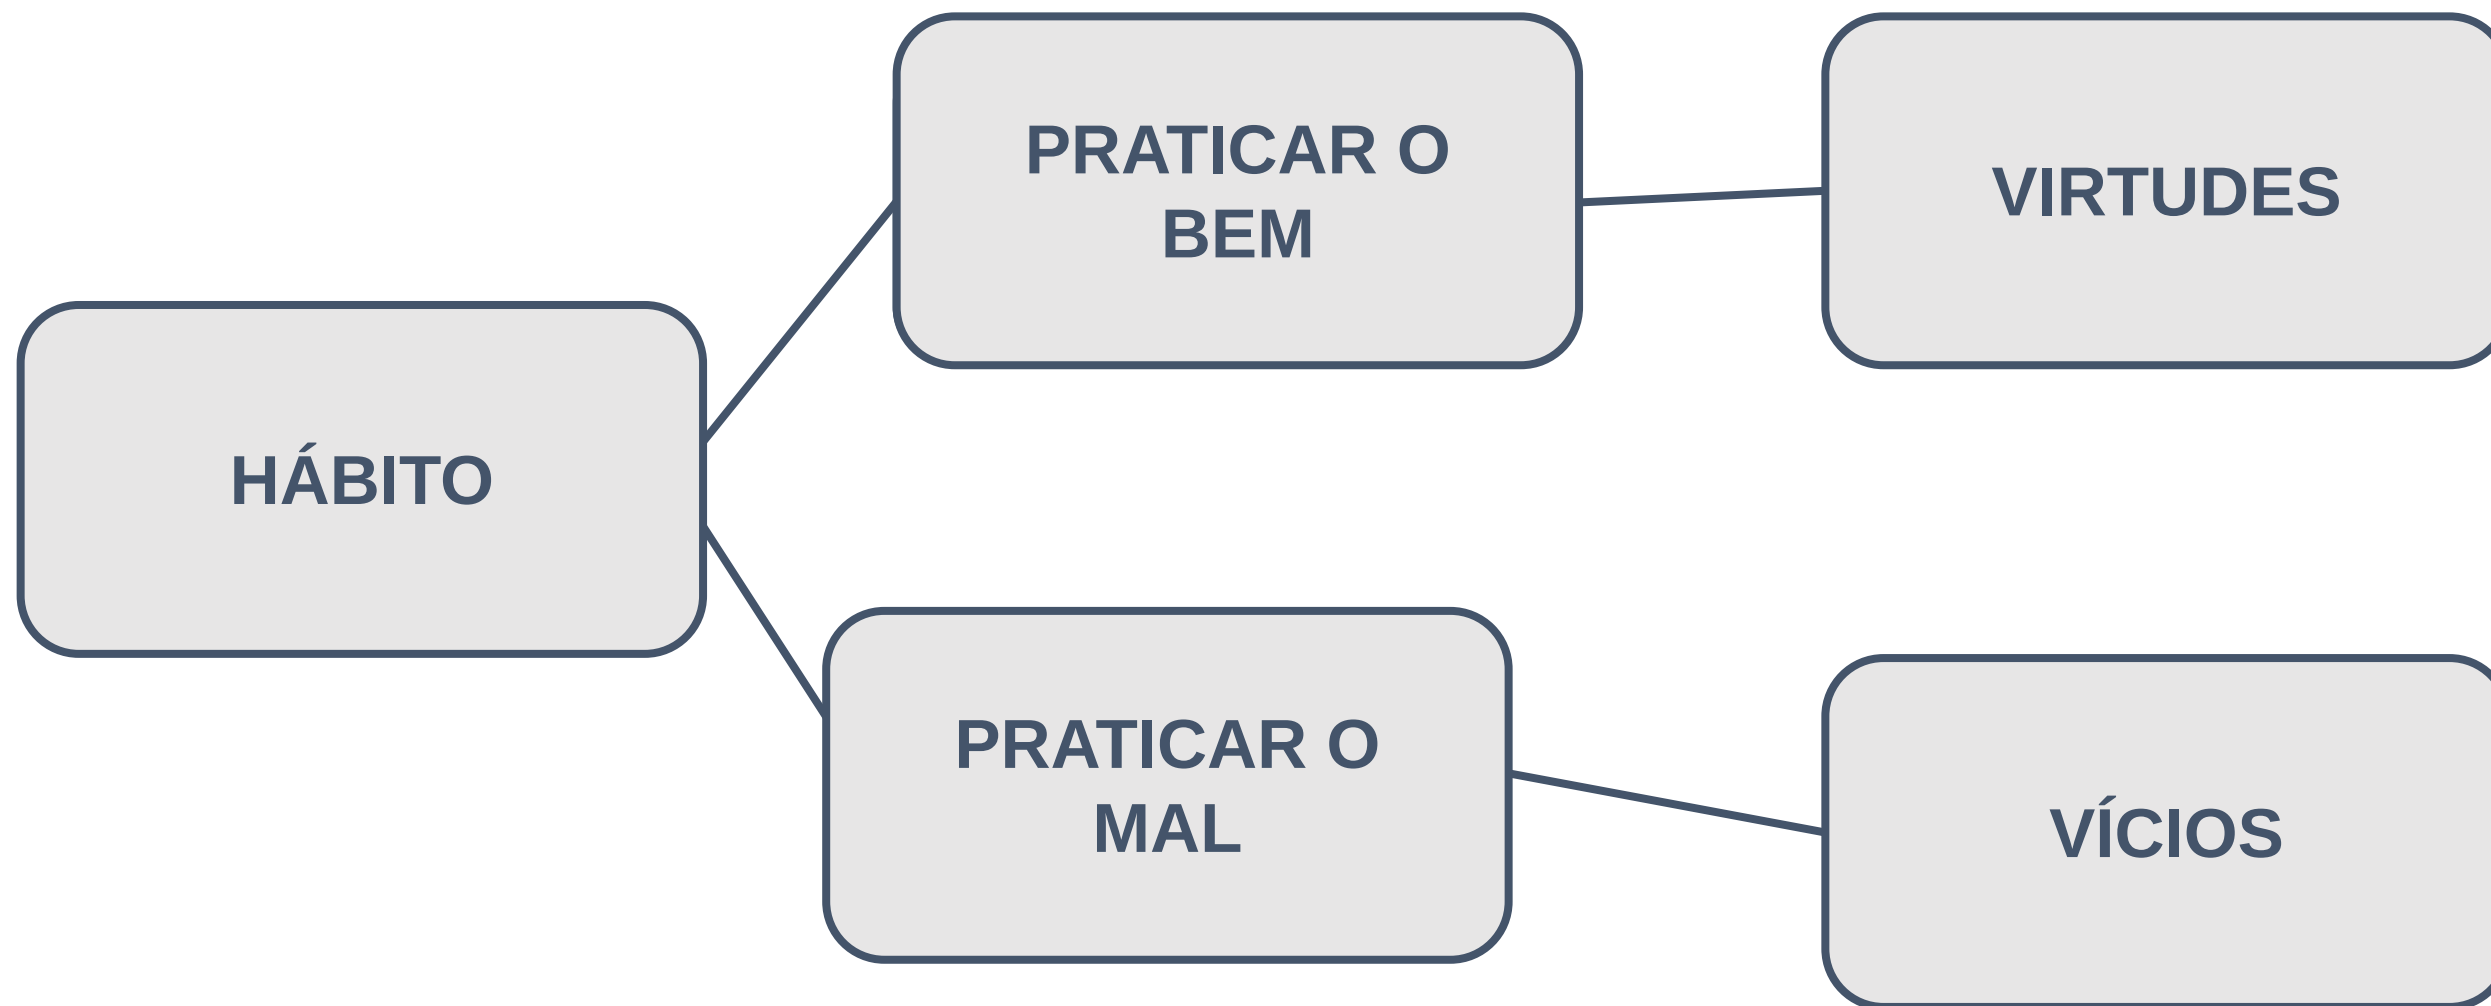 PRATICAR O
BEM
VIRTUDES
HÁBITO
PRATICAR O
MAL
VÍCIOS